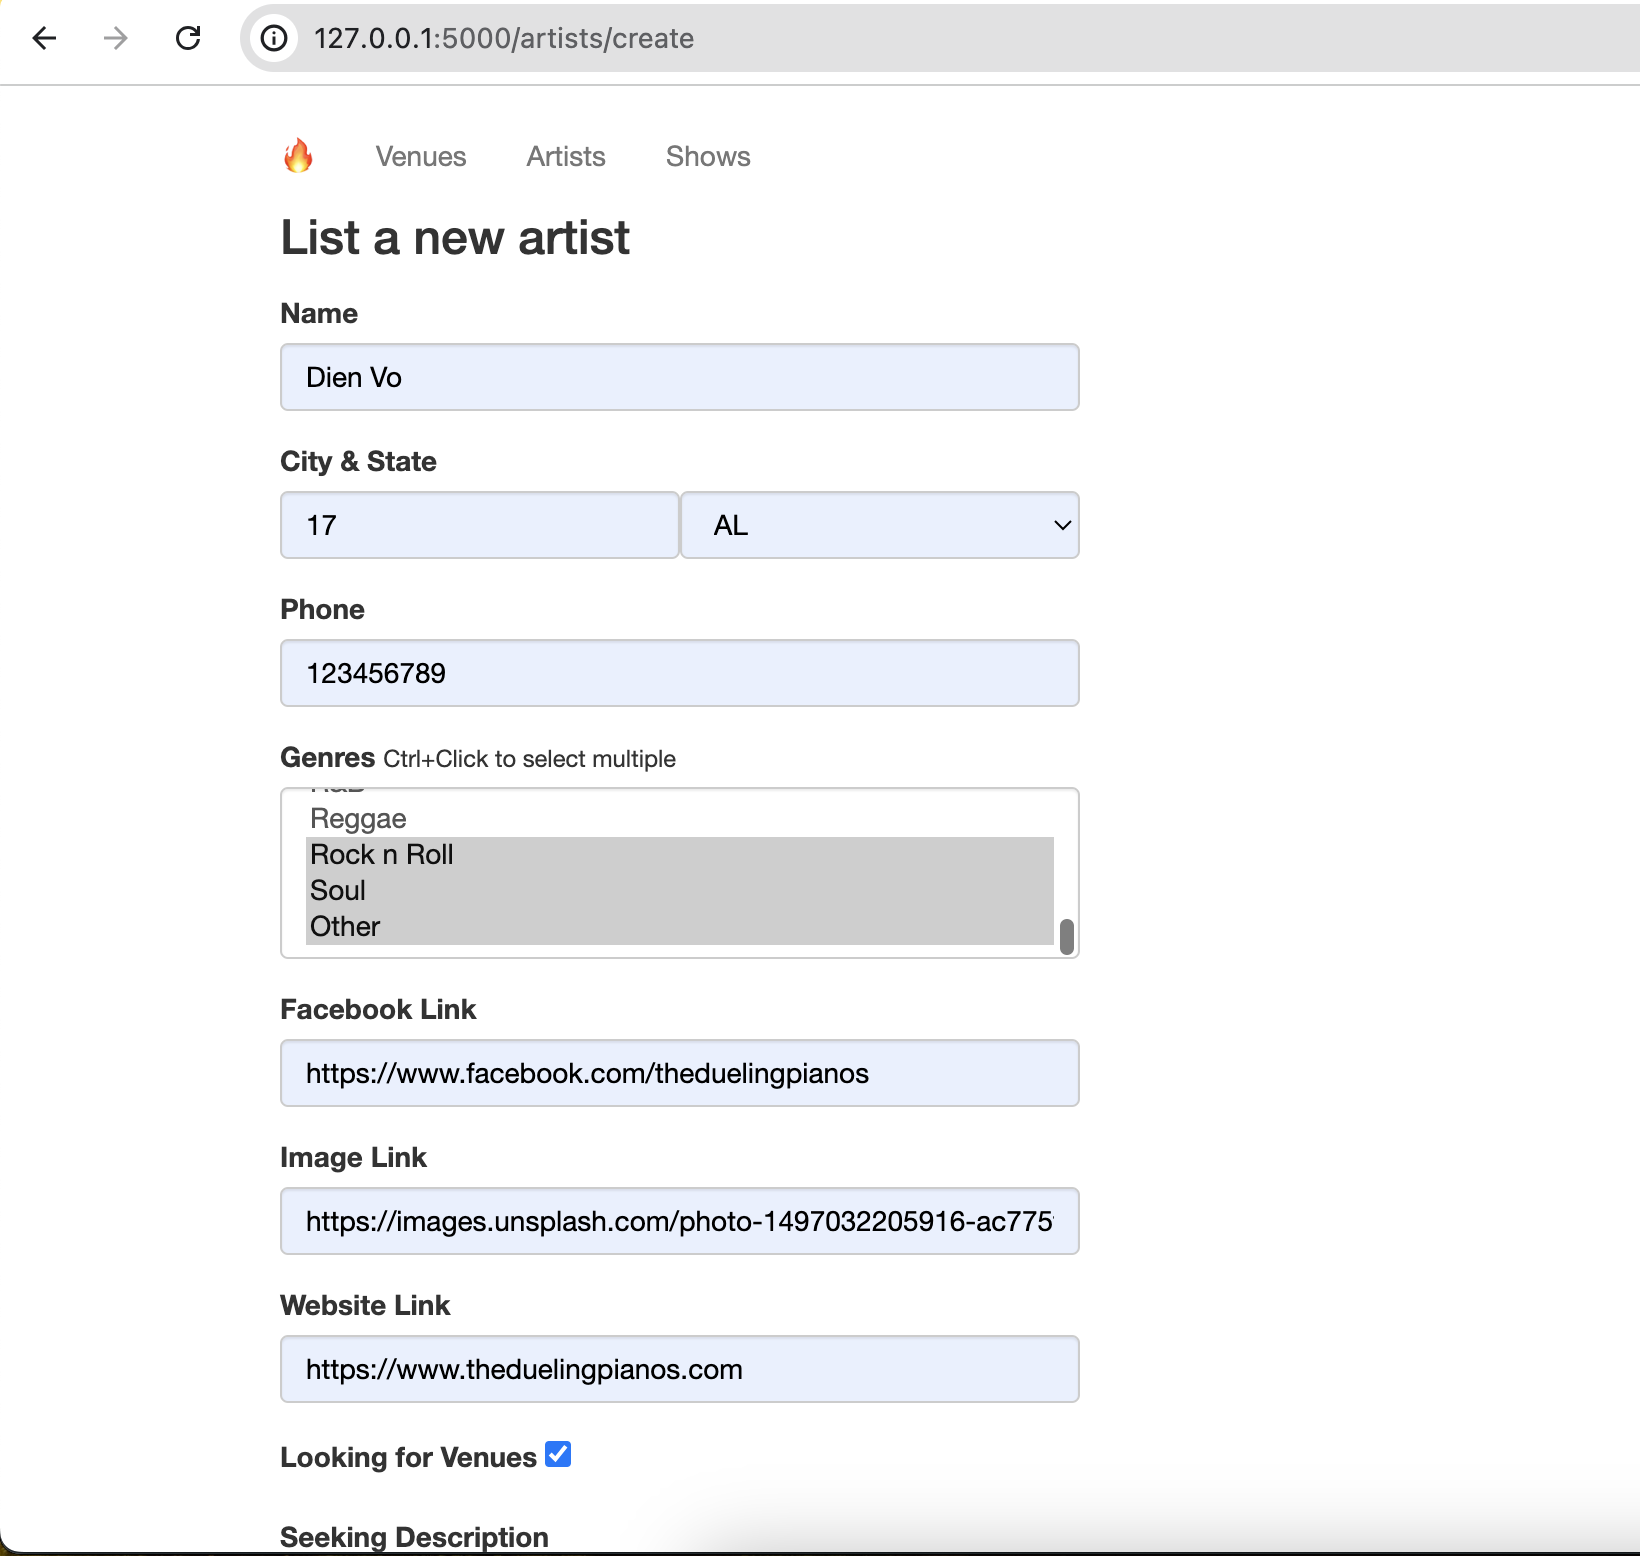 127.0.0.1:5000/artists/create
Venues Artists Shows
List a new artist
Name
Dien Vo
City & State
17 AL
Phone
123456789
Genres Ctrl+Click to select multiple
Reggae
Rock n Roll
Soul
Other
Facebook Link
https://www.facebook.com/theduelingpianos
Image Link
https://images.unsplash.com/photo-1497032205916-ac775
Website Link
https://www.theduelingpianos.com
Looking for Venues
Seeking Description